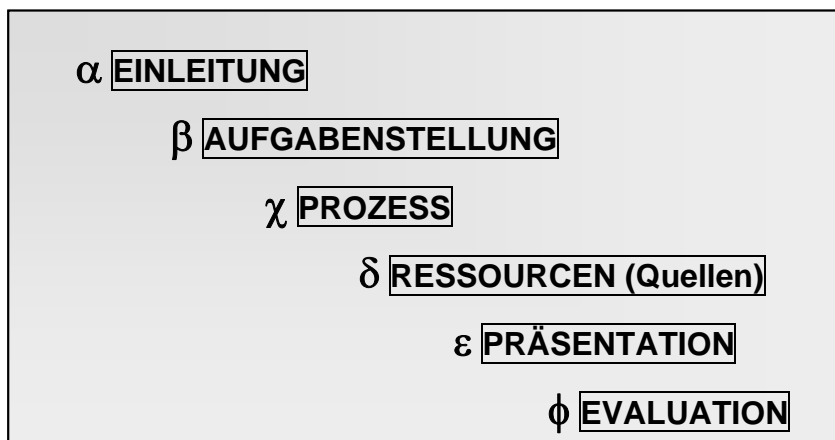 α EINLEITUNG
β AUFGABENSTELLUNG
χ PROZESS
δ RESSOURCEN (Quellen)
ε PRÄSENTATION
ϕ EVALUATION